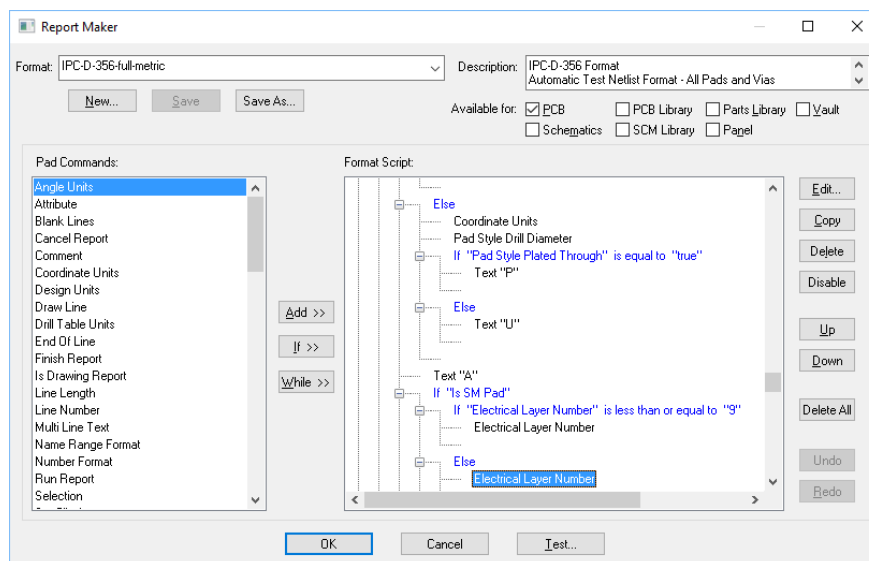 Report Maker
Format: IPC-D-356-full-metric
Description: IPC-D-356 Format
Automatic Test Netlist Format - All Pads and Vias
New... Save Save As...
Available for: PCB PCB Library Parts Library Vault
Schematics SCM Library Panel
Pad Commands:
Angle Units
Attribute
Blank Lines
Cancel Report
Comment
Coordinate Units
Design Units
Draw Line
Drill Table Units
End Of Line
Finish Report
Is Drawing Report
Line Length
Line Number
Multi Line Text
Name Range Format
Number Format
Run Report
Selection
Add >>
If >>
While >>
Format Script:
Else
Coordinate Units
Pad Style Drill Diameter
If "Pad Style Plated Through" is equal to "true"
Text "P"
Else
Text "U"
Text "A"
If "Is SM Pad"
If "Electrical Layer Number" is less than or equal to "9"
Electrical Layer Number
Else
Electrical Layer Number
Edit...
Copy
Delete
Disable
Up
Down
Delete All
Undo
Redo
OK Cancel Test...